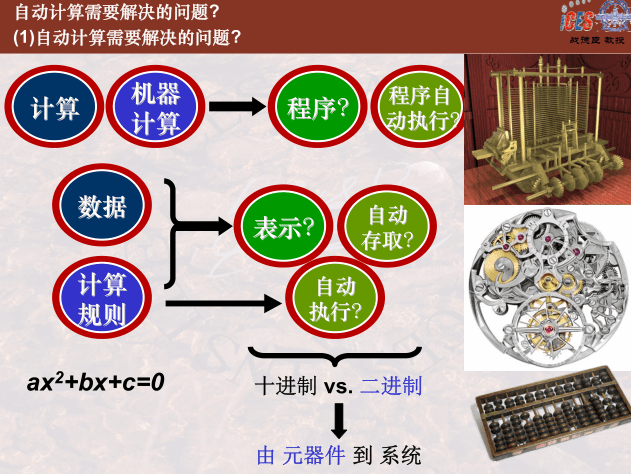 自动计算需要解决的问题?
(1)自动计算需要解决的问题?
ICES
战德臣 教授
计算
机器
计算
程序?
程序自
动执行?
数据
表示?
自动
存取?
计算
规则
自动
执行?
ax²+bx+c=0
十进制 vs. 二进制
由 元器件 到 系统